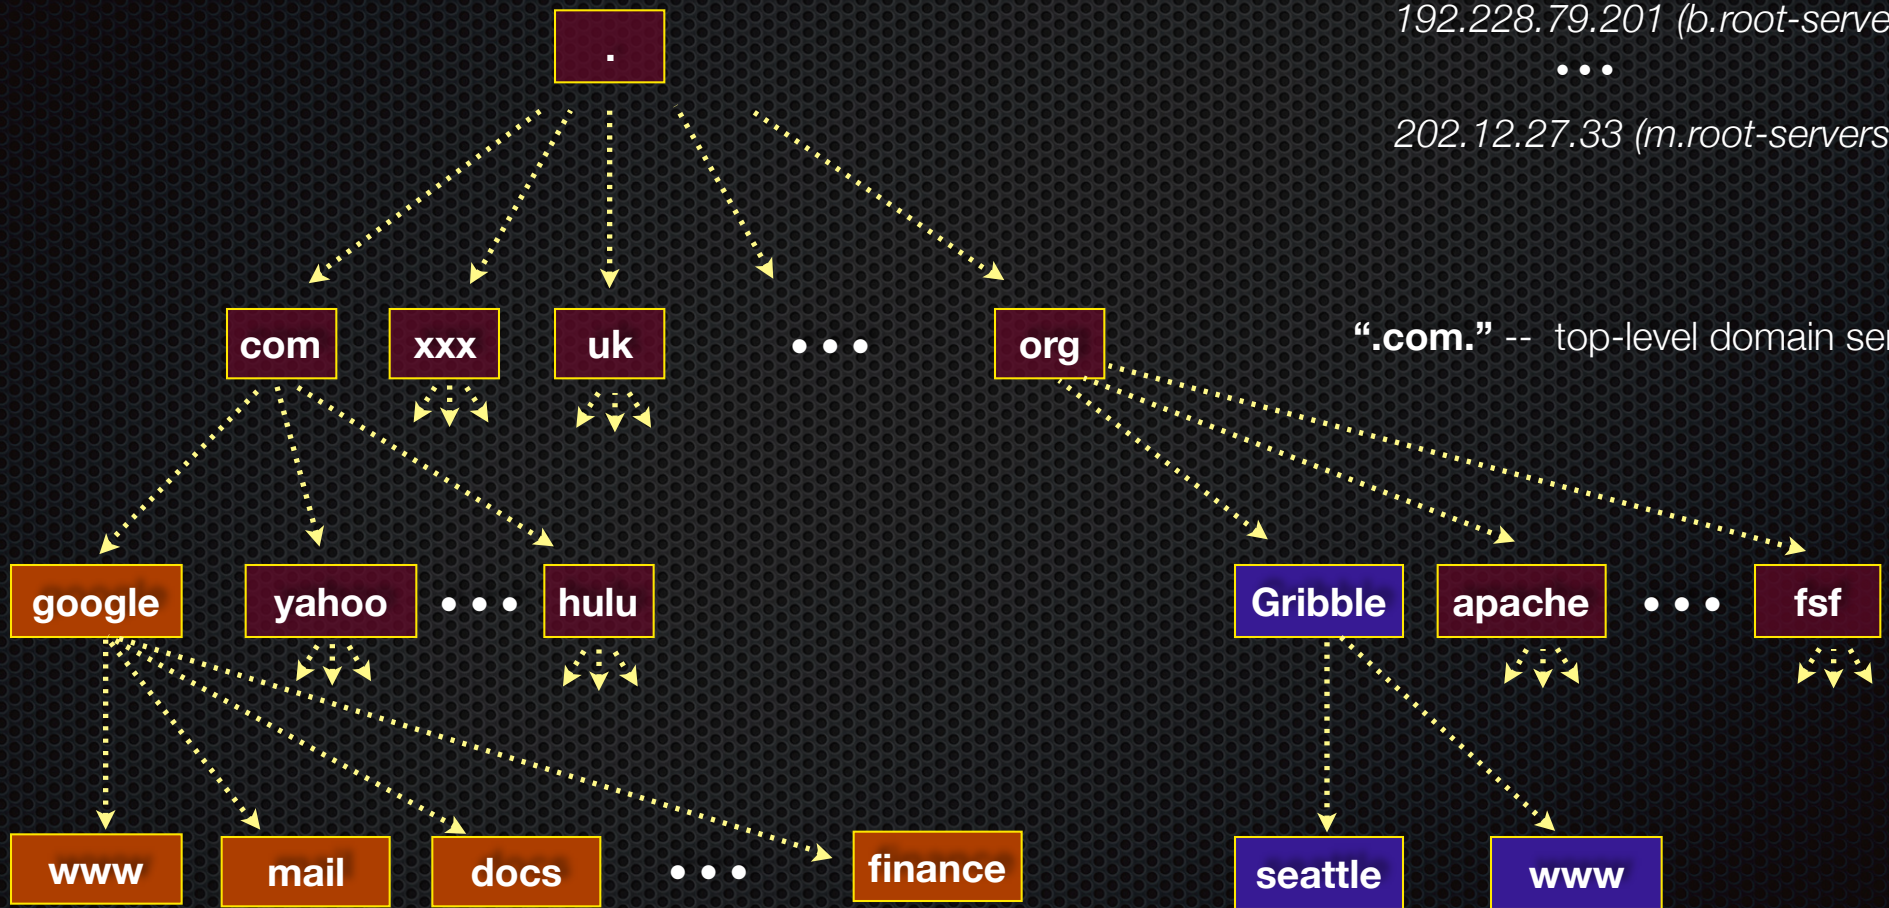 192.228.79.201 (b.root-serve
•••
202.12.27.33 (m.root-servers
.
com xxx uk ••• org
“.com.” -- top-level domain ser
google yahoo ••• hulu Gribble apache ••• fsf
www mail docs ••• finance seattle www